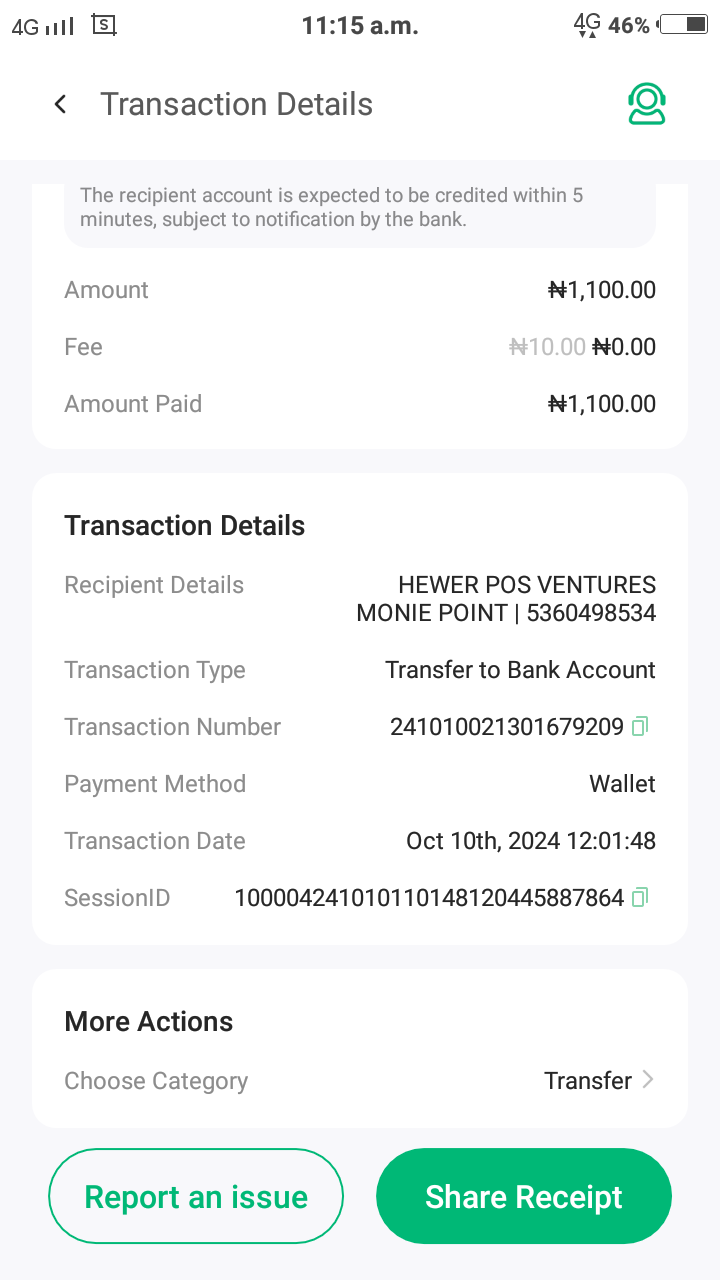 4G S 11:15 a.m. 4G 46%
Transaction Details
The recipient account is expected to be credited within 5
minutes, subject to notification by the bank.
Amount ₦1,100.00
Fee ₦10.00 ₦0.00
Amount Paid ₦1,100.00
Transaction Details
Recipient Details HEWER POS VENTURES
MONIE POINT | 5360498534
Transaction Type Transfer to Bank Account
Transaction Number 241010021301679209
Payment Method Wallet
Transaction Date Oct 10th, 2024 12:01:48
SessionID 100004241010110148120445887864
More Actions
Choose Category Transfer
Report an issue Share Receipt